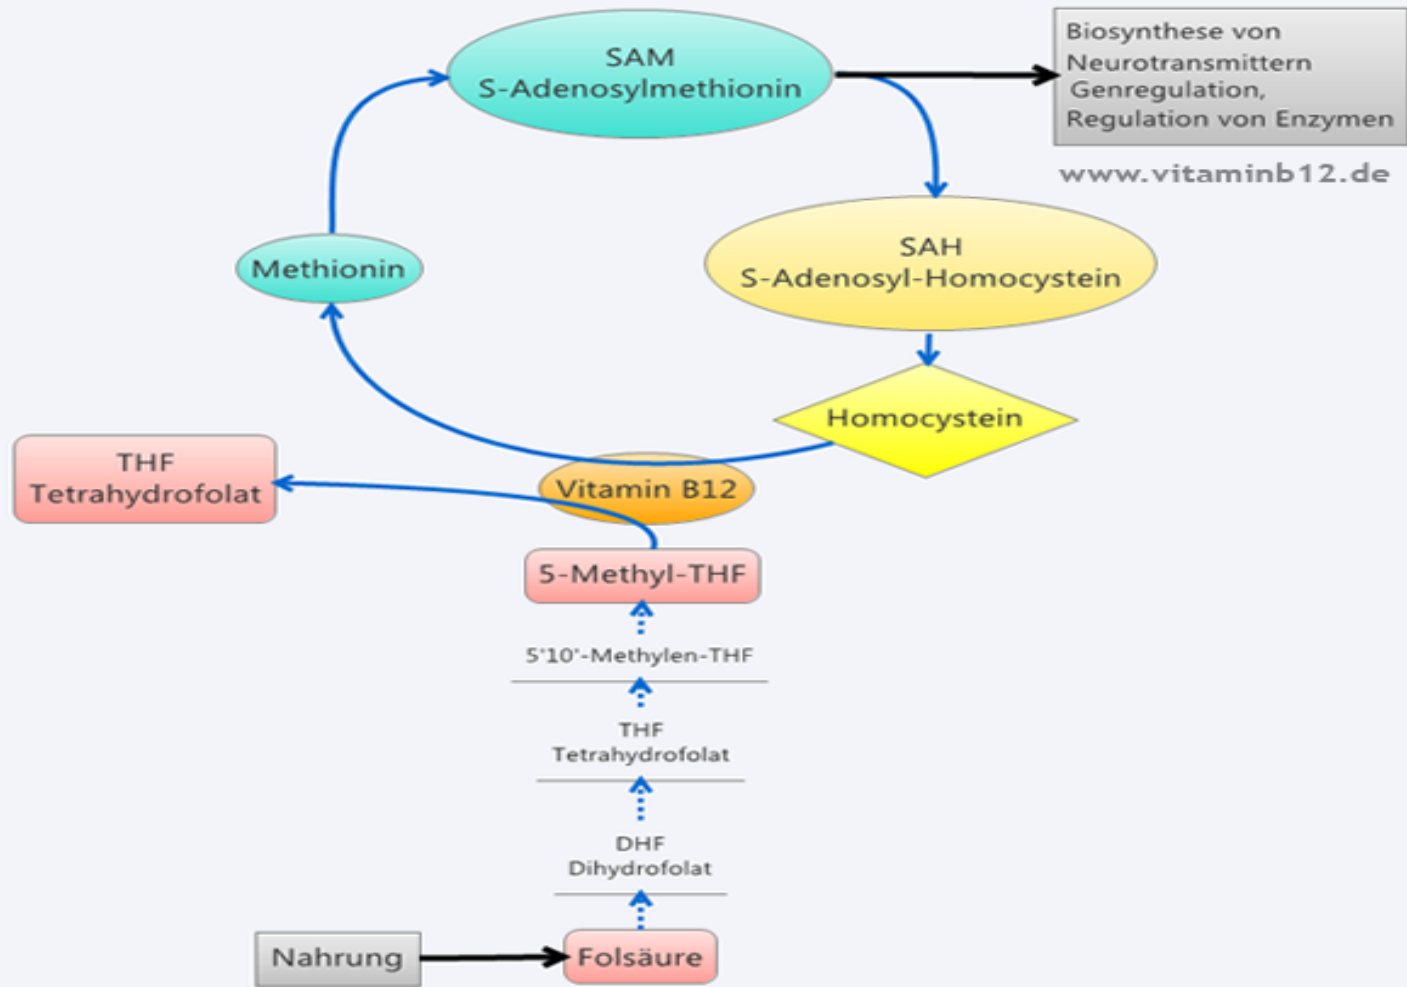 SAM
S-Adenosylmethionin
Biosynthese von
Neurotransmittern
Genregulation,
Regulation von Enzymen
www.vitaminb12.de
SAH
S-Adenosyl-Homocystein
Methionin
Homocystein
THF
Tetrahydrofolat
Vitamin B12
5-Methyl-THF
5'10'-Methylen-THF
THF
Tetrahydrofolat
DHF
Dihydrofolat
Nahrung
Folsäure